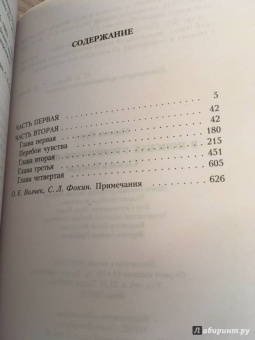 СОДЕРЖАНИЕ
ЧАСТЬ ПЕРВАЯ 5
ЧАСТЬ ВТОРАЯ 42
Глава первая 42
Перебои чувства 180
Глава вторая 215
Глава третья 451
Глава четвертая 605
О. Е. Волчек, С. Л. Фокин. Примечания 626
Лабиринт.ру